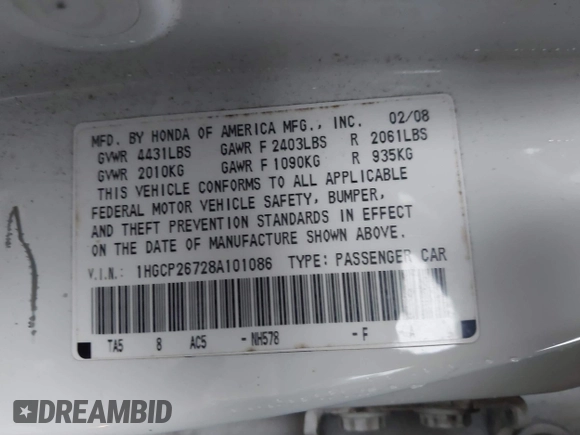 MFD. BY HONDA OF AMERICA MFG., INC. 02/08
GVWR 4431LBS GAWR F 2403LBS R 2061LBS
GVWR 2010KG GAWR F 1090KG R 935KG
THIS VEHICLE CONFORMS TO ALL APPLICABLE
FEDERAL MOTOR VEHICLE SAFETY, BUMPER,
AND THEFT PREVENTION STANDARDS IN EFFECT
ON THE DATE OF MANUFACTURE SHOWN ABOVE.
V.I.N.: 1HGCP26728A101086 TYPE: PASSENGER CAR
TA5 8 AC5 -NH578 -F A
DREAMBID